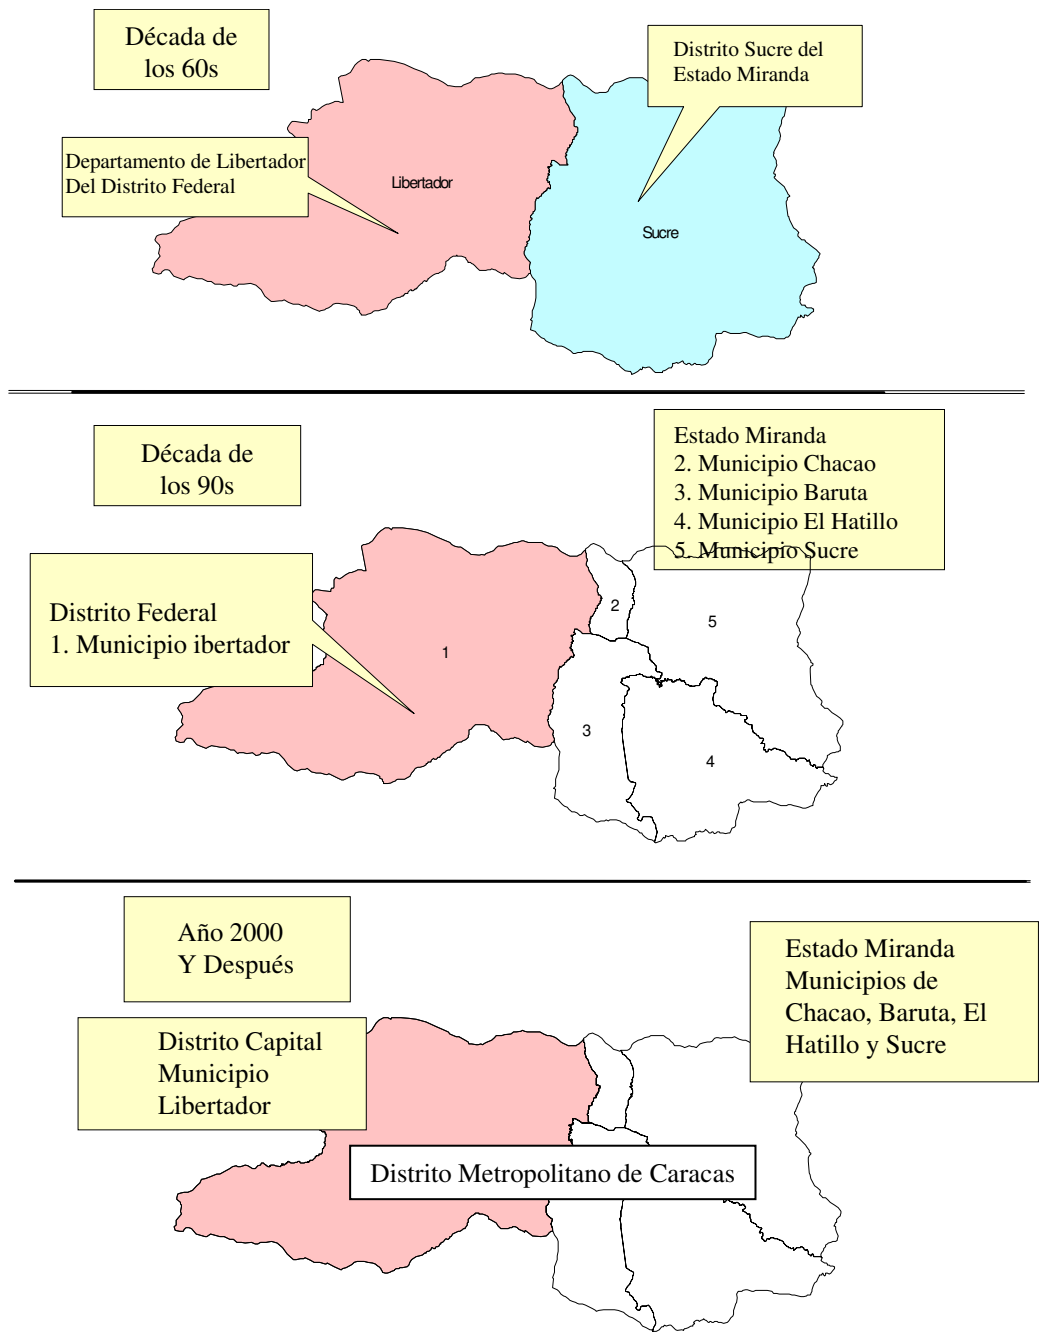 Década de
los 60s
Distrito Sucre del
Estado Miranda
Departamento de Libertador
Del Distrito Federal
Libertador
Sucre
Década de
los 90s
Estado Miranda
2. Municipio Chacao
3. Municipio Baruta
4. Municipio El Hatillo
5. Municipio Sucre
Distrito Federal
1. Municipio ibertador
2
5
1
3
4
Año 2000
Y Después
Estado Miranda
Municipios de
Chacao, Baruta, El
Hatillo y Sucre
Distrito Capital
Municipio
Libertador
Distrito Metropolitano de Caracas